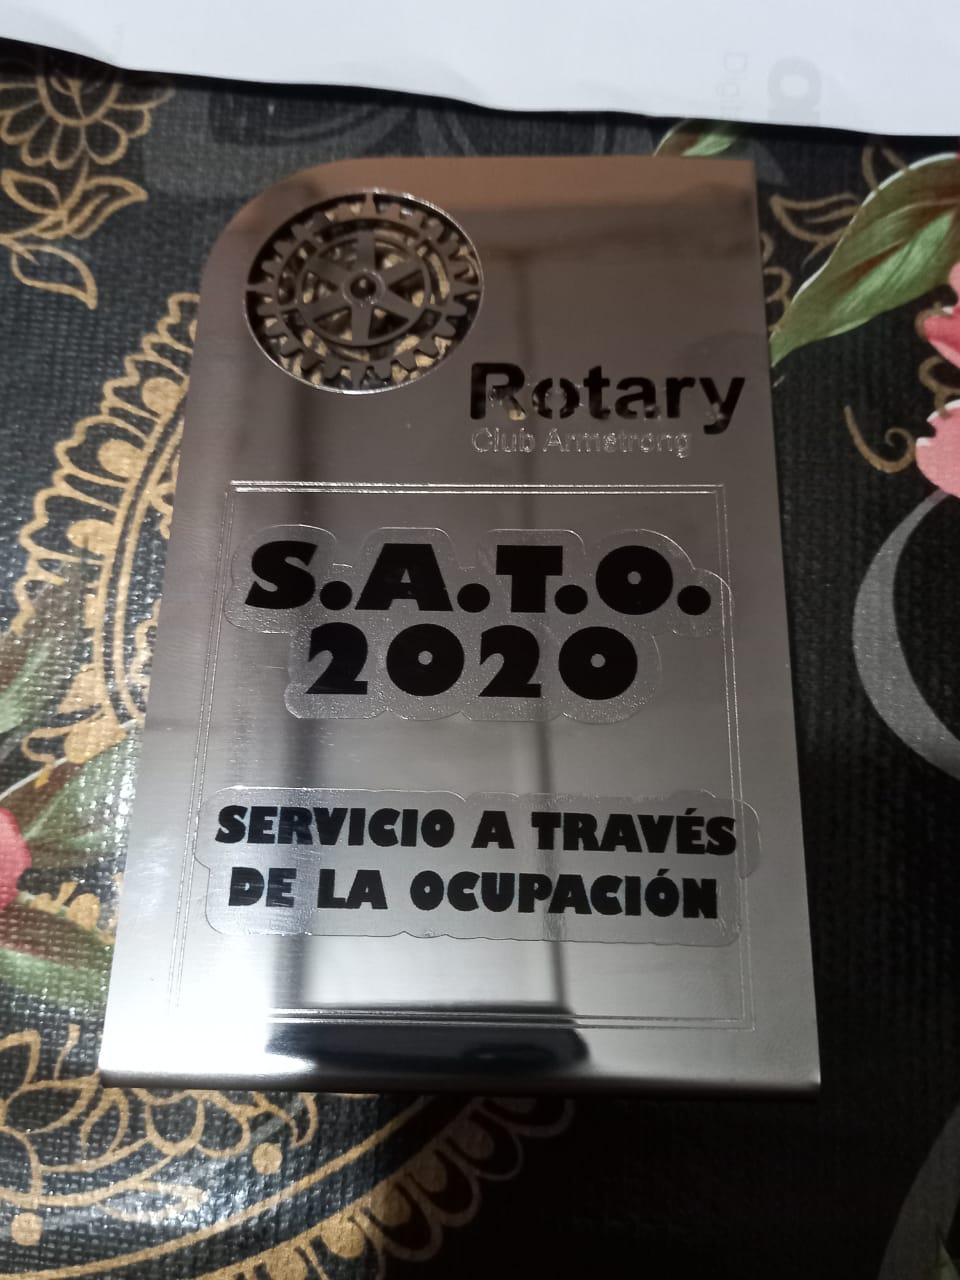 Rotary
Club Armstrong
S.A.T.O.
2020
SERVICIO A TRAVÉS
DE LA OCUPACIÓN